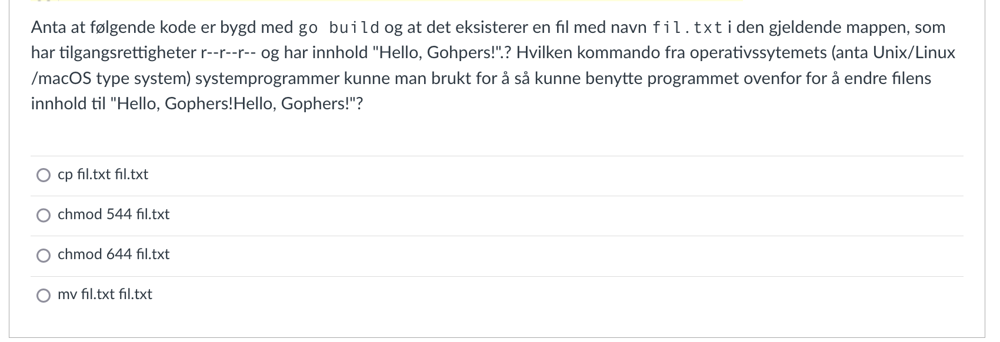 Anta at følgende kode er bygd med go build og at det eksisterer en fil med navn fil.txt i den gjeldende mappen, som
har tilgangsrettigheter r--r--r-- og har innhold "Hello, Gohpers!".? Hvilken kommando fra operativssytemets (anta Unix/Linux
/macOS type system) systemprogrammer kunne man brukt for å så kunne benytte programmet ovenfor for å endre filens
innhold til "Hello, Gophers!Hello, Gophers!"?
cp fil.txt fil.txt
chmod 544 fil.txt
chmod 644 fil.txt
mv fil.txt fil.txt